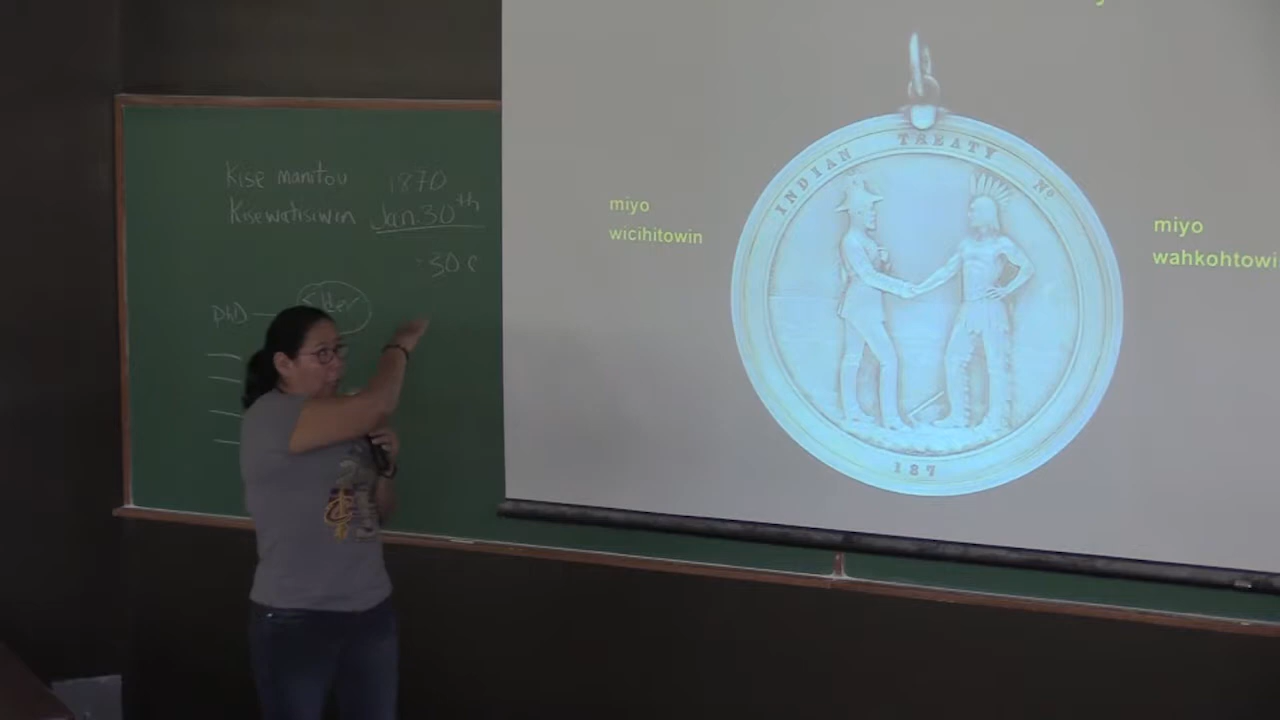 Kise manitou 1870
Kisewatisiwin Jan 30th
-30 C
PhD — Elder
miyo
wicihitowin
INDIAN TREATY No
187
miyo
wahkohtowi